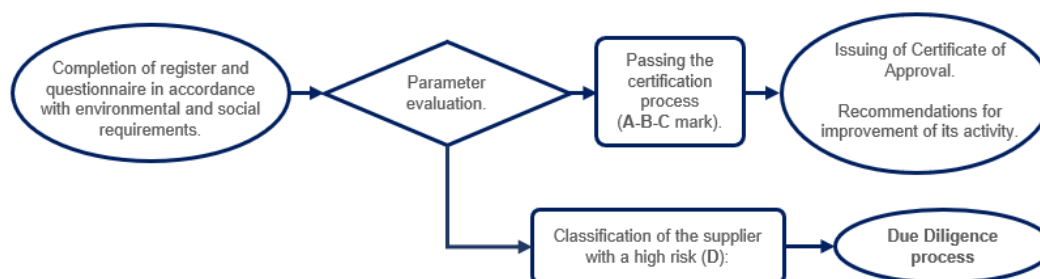 Completion of register and
questionnaire in accordance
with environmental and social
requirements.
Parameter
evaluation.
Passing the
certification
process
(A-B-C mark).
Issuing of Certificate of
Approval.
Recommendations for
improvement of its activity.
Classification of the supplier
with a high risk (D):
Due Diligence
process